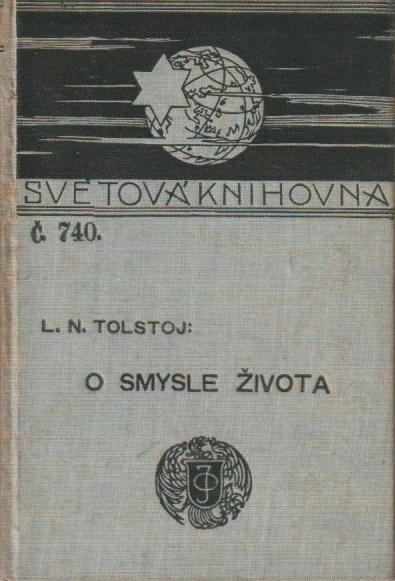 SVĚTOVÁ KNIHOVNA
Č. 740.
L. N. TOLSTOJ:
O SMYSLE ŽIVOTA